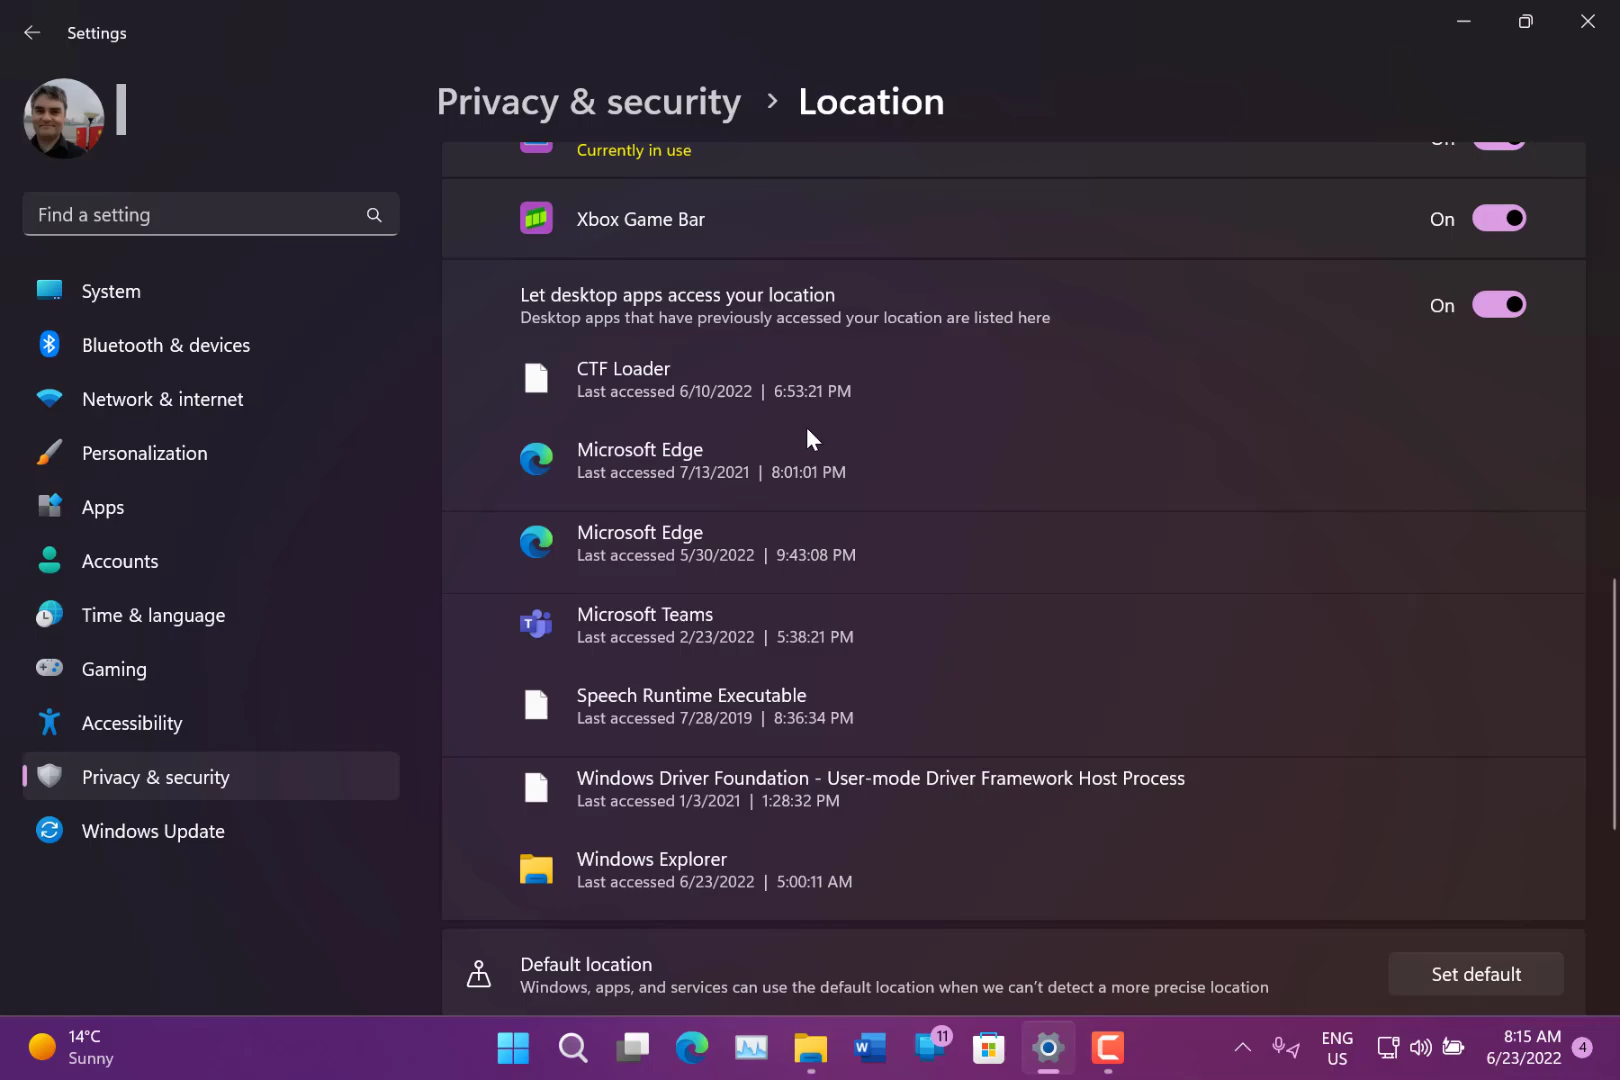 Settings
Privacy & security > Location
Find a setting
System
Bluetooth & devices
Network & internet
Personalization
Apps
Accounts
Time & language
Gaming
Accessibility
Privacy & security
Windows Update
Currently in use
Xbox Game Bar
On
Let desktop apps access your location
Desktop apps that have previously accessed your location are listed here
On
CTF Loader
Last accessed 6/10/2022 | 6:53:21 PM
Microsoft Edge
Last accessed 7/13/2021 | 8:01:01 PM
Microsoft Edge
Last accessed 5/30/2022 | 9:43:08 PM
Microsoft Teams
Last accessed 2/23/2022 | 5:38:21 PM
Speech Runtime Executable
Last accessed 7/28/2019 | 8:36:34 PM
Windows Driver Foundation - User-mode Driver Framework Host Process
Last accessed 1/3/2021 | 1:28:32 PM
Windows Explorer
Last accessed 6/23/2022 | 5:00:11 AM
Default location
Windows, apps, and services can use the default location when we can't detect a more precise location
Set default
14°C
Sunny
11
ENG
US
8:15 AM
6/23/2022
4